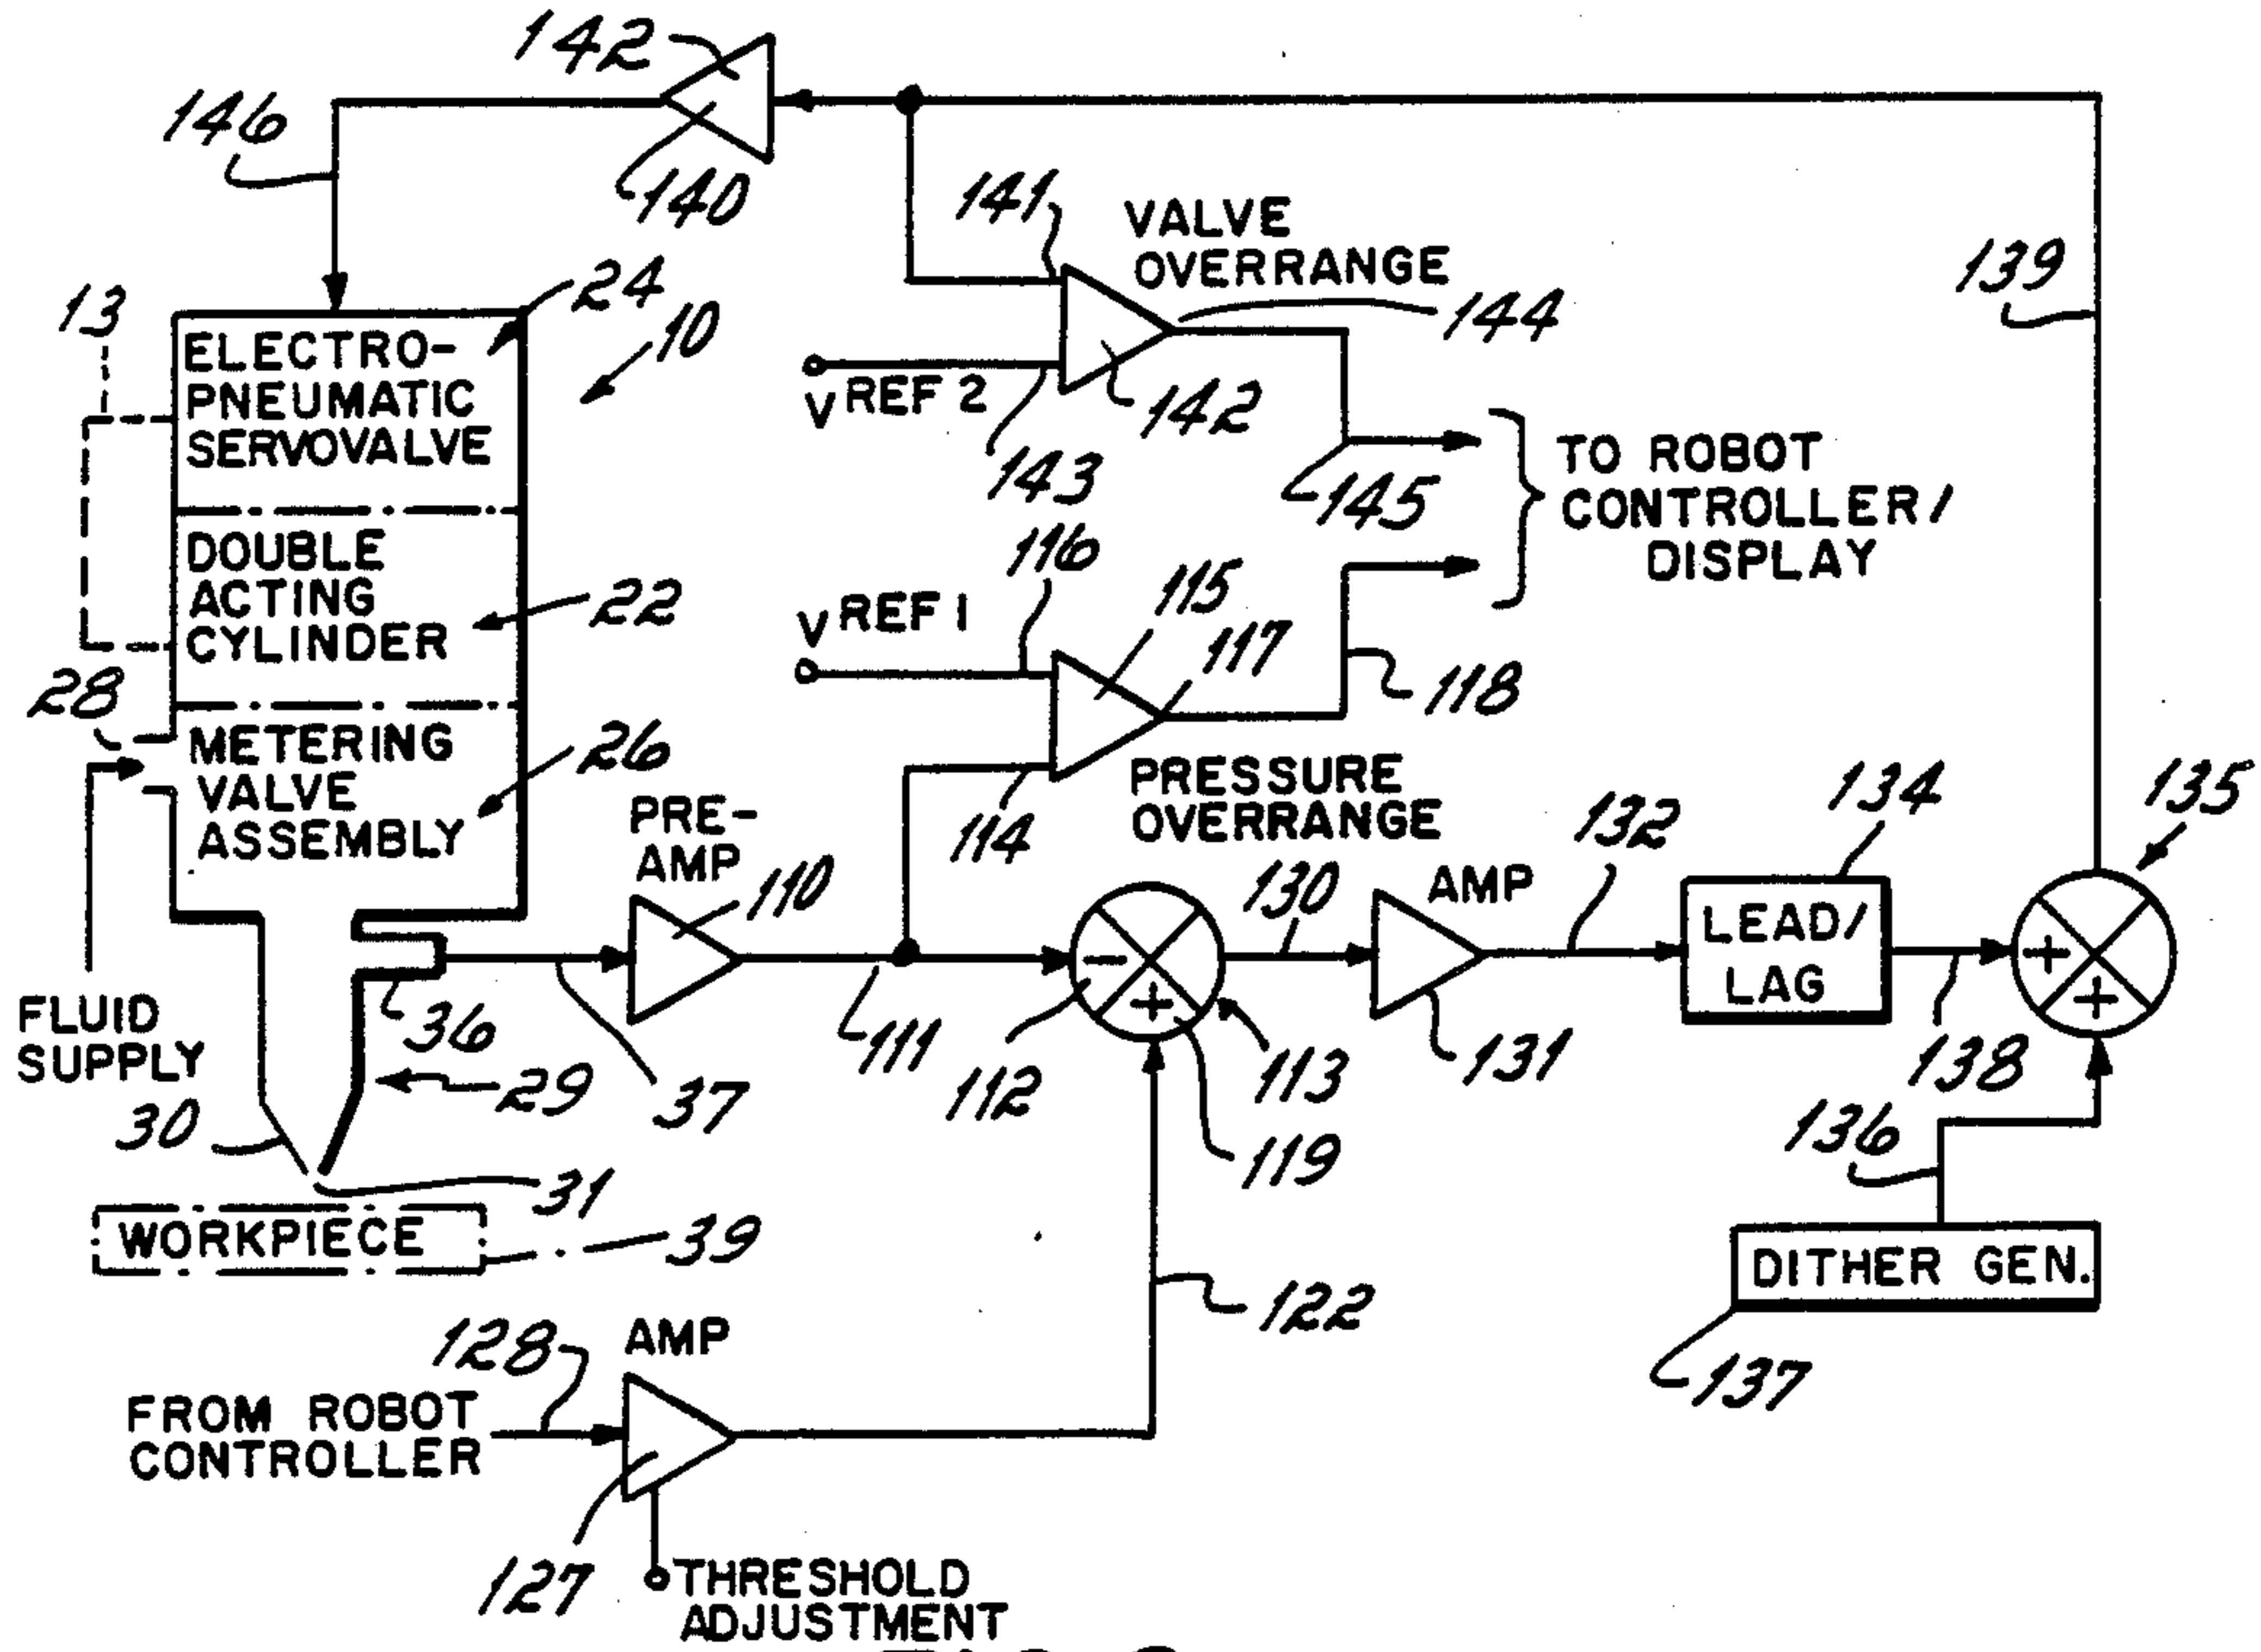 142
146
140
141
VALVE
OVERRANGE
139
13
24
10
144
ELECTRO-
PNEUMATIC
SERVOVALVE
V REF 2
142
143
145
TO ROBOT
CONTROLLER/
DISPLAY
DOUBLE
ACTING
CYLINDER
22
116
115
117
V REF 1
118
28
METERING
VALVE
ASSEMBLY
26
PRESSURE
OVERRANGE
114
PRE-
AMP
110
132
134
135
130
AMP
LEAD/
LAG
-
+
+
+
FLUID
SUPPLY
36
29
37
111
112
113
119
131
138
136
30
31
WORKPIECE
39
122
DITHER GEN.
137
128
AMP
FROM ROBOT
CONTROLLER
127
THRESHOLD
ADJUSTMENT